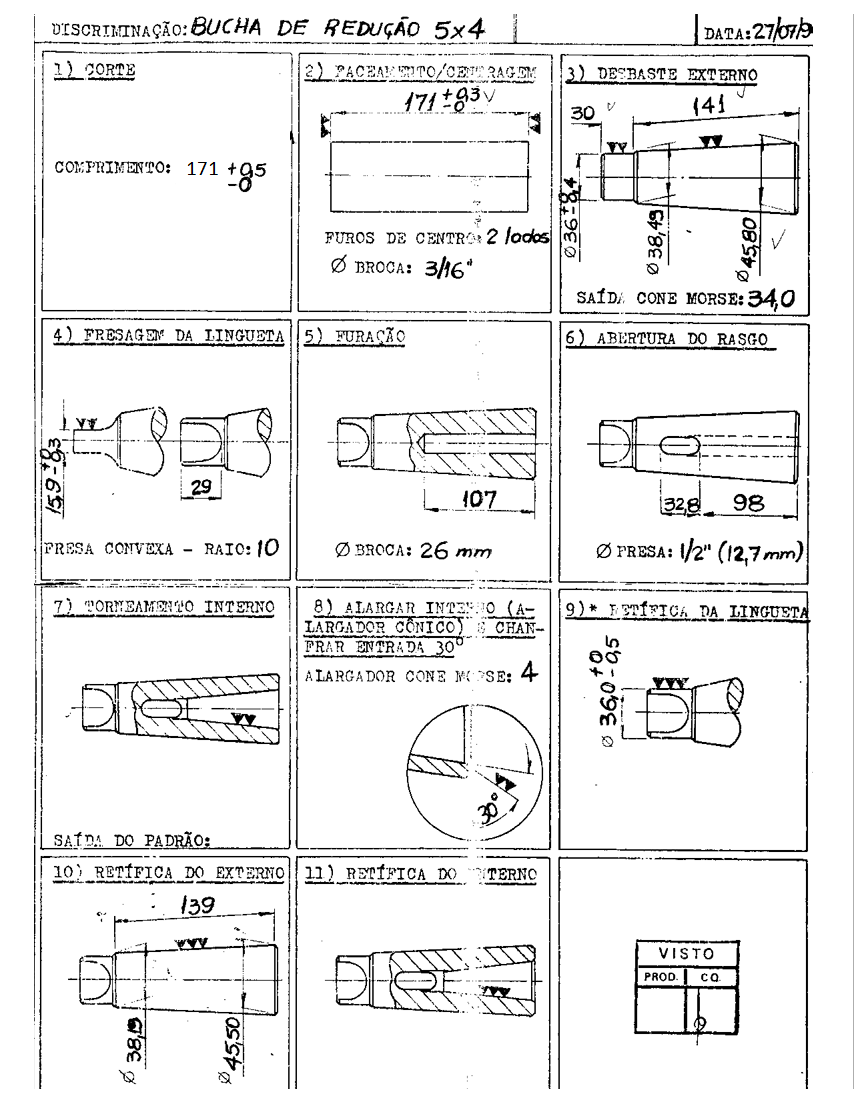 DISCRIMINAÇÃO: BUCHA DE REDUÇÃO 5x4
DATA: 27/07/9
1) CORTE
COMPRIMENTO: 171 +0,5
-0
2) FACEAMENTO/CENTRAGEM
171 +0,3
-0
FUROS DE CENTRO: 2 lados
Ø BROCA: 3/16"
3) DESBASTE EXTERNO
30
141
Ø36 +0
-0,4
Ø 38,49
Ø 45,80
SAÍDA CONE MORSE: 34,0
4) FRESAGEM DA LINGUETA
15,9 +0
-0,3
29
FRESA CONVEXA - RAIO: 10
5) FURAÇÃO
107
Ø BROCA: 26 mm
6) ABERTURA DO RASGO
32,8
98
Ø FRESA: 1/2" (12,7 mm)
7) TORNEAMENTO INTERNO
SAÍDA DO PADRÃO:
8) ALARGAR INTERNO (A-
LARGADOR CÔNICO) E CHAN-
FRAR ENTRADA 30°
ALARGADOR CONE MORSE: 4
30°
9)* RETÍFICA DA LINGUETA
Ø 36,0 +0
-0,5
10) RETÍFICA DO EXTERNO
139
Ø 38,19
Ø 45,50
11) RETÍFICA DO INTERNO
VISTO
PROD. C.Q.